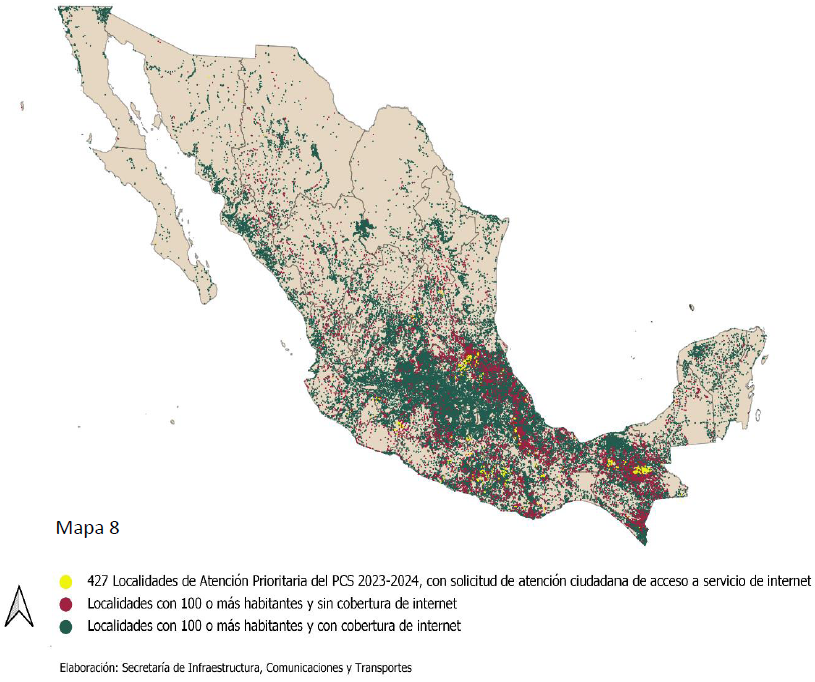 Mapa 8
427 Localidades de Atención Prioritaria del PCS 2023-2024, con solicitud de atención ciudadana de acceso a servicio de internet
Localidades con 100 o más habitantes y sin cobertura de internet
Localidades con 100 o más habitantes y con cobertura de internet
Elaboración: Secretaría de Infraestructura, Comunicaciones y Transportes